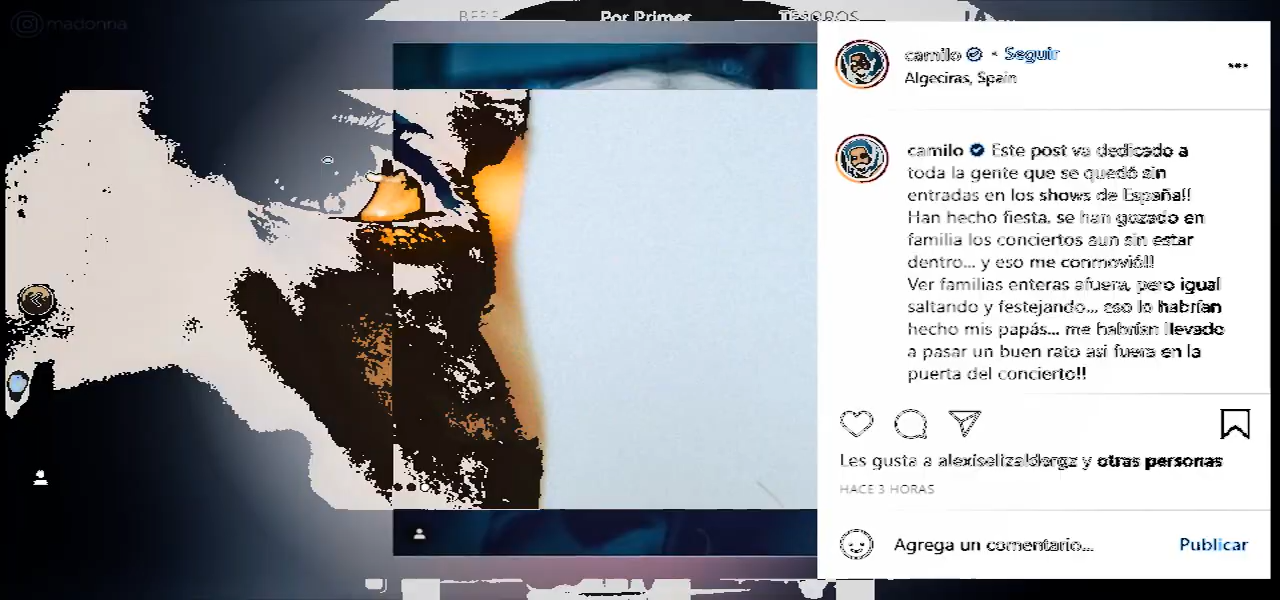 madonna
Por Primer
TESOROS
camilo • Seguir
Algeciras, Spain
camilo Este post va dedicado a
toda la gente que se quedó sin
entradas en los shows de España!!
Han hecho fiesta, se han gozado en
familia los conciertos aun sin estar
dentro... y eso me conmovió!!
Ver familias enteras afuera, pero igual
saltando y festejando... eso lo habrían
hecho mis papás... me habrían llevado
a pasar un buen rato asi fuera en la
puerta del concierto!!
Les gusta a y otras personas
HACE 3 HORAS
Agrega un comentario...
Publicar